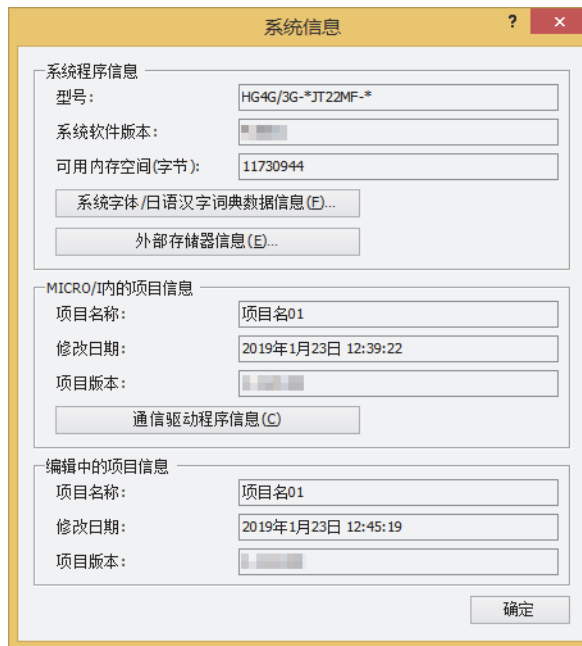 系统信息
?
×
系统程序信息
型号: HG4G/3G-*JT22MF-*
系统软件版本:
可用内存空间(字节): 11730944
系统字体/日语汉字词典数据信息(F)...
外部存储器信息(E)...
MICRO/I内的项目信息
项目名称: 项目名01
修改日期: 2019年1月23日 12:39:22
项目版本:
通信驱动程序信息(C)
编辑中的项目信息
项目名称: 项目名01
修改日期: 2019年1月23日 12:45:19
项目版本:
确定